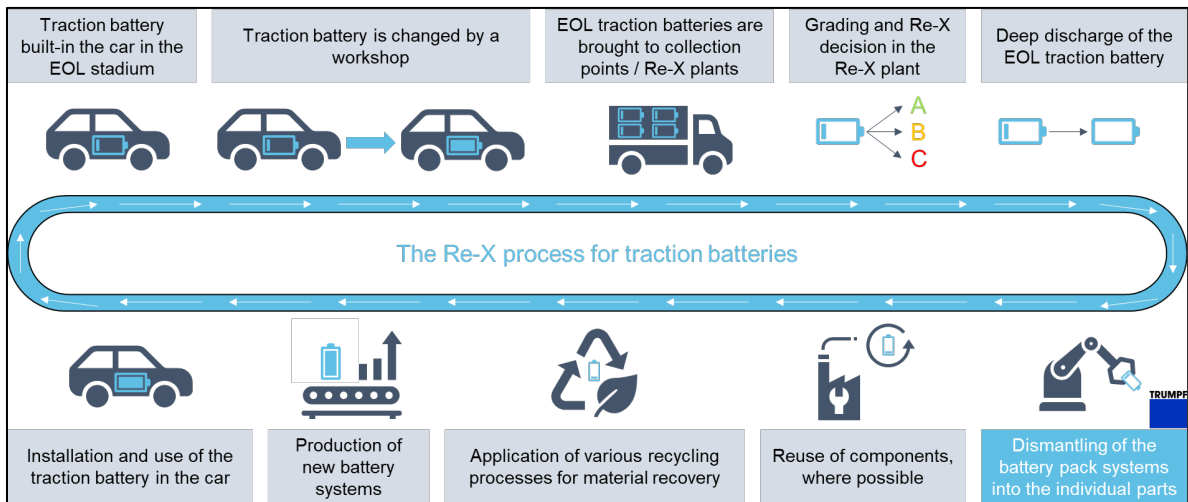 Traction battery
built-in the car in the
EOL stadium
Traction battery is changed by a
workshop
EOL traction batteries are
brought to collection
points / Re-X plants
Grading and Re-X
decision in the
Re-X plant
Deep discharge of the
EOL traction battery
A
B
C
The Re-X process for traction batteries
TRUMPF
Installation and use of the
traction battery in the car
Production of
new battery
systems
Application of various recycling
processes for material recovery
Reuse of components,
where possible
Dismantling of the
battery pack systems
into the individual parts